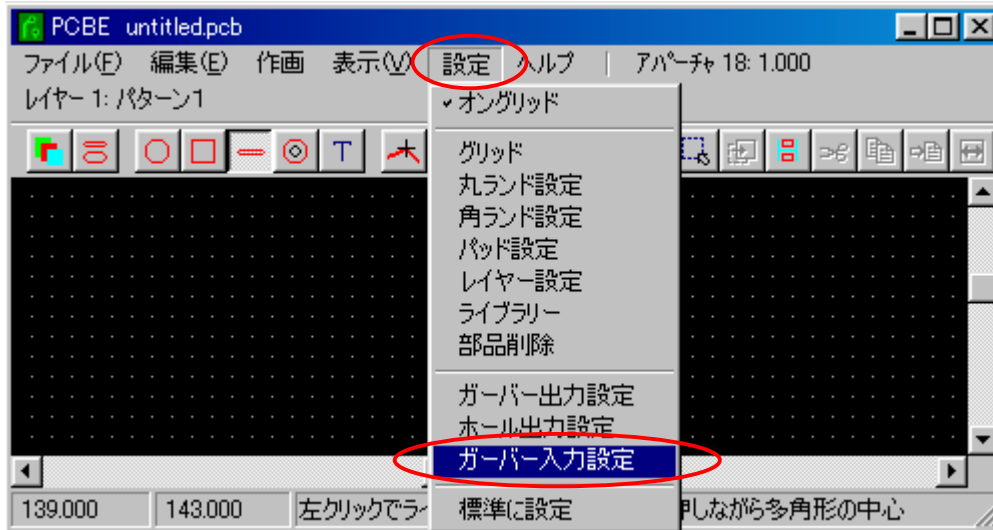 PCBE untitled.pcb
ファイル(F) 編集(E) 作画 表示(V) 設定 ヘルプ | アパーチャ 18: 1.000
レイヤー 1: パターン1
✓オングリッド
T
グリッド
丸ランド設定
角ランド設定
パッド設定
レイヤー設定
ライブラリー
部品削除
ガーバー出力設定
ホール出力設定
ガーバー入力設定
標準に設定
139.000 143.000 左クリックでラ しながら多角形の中心